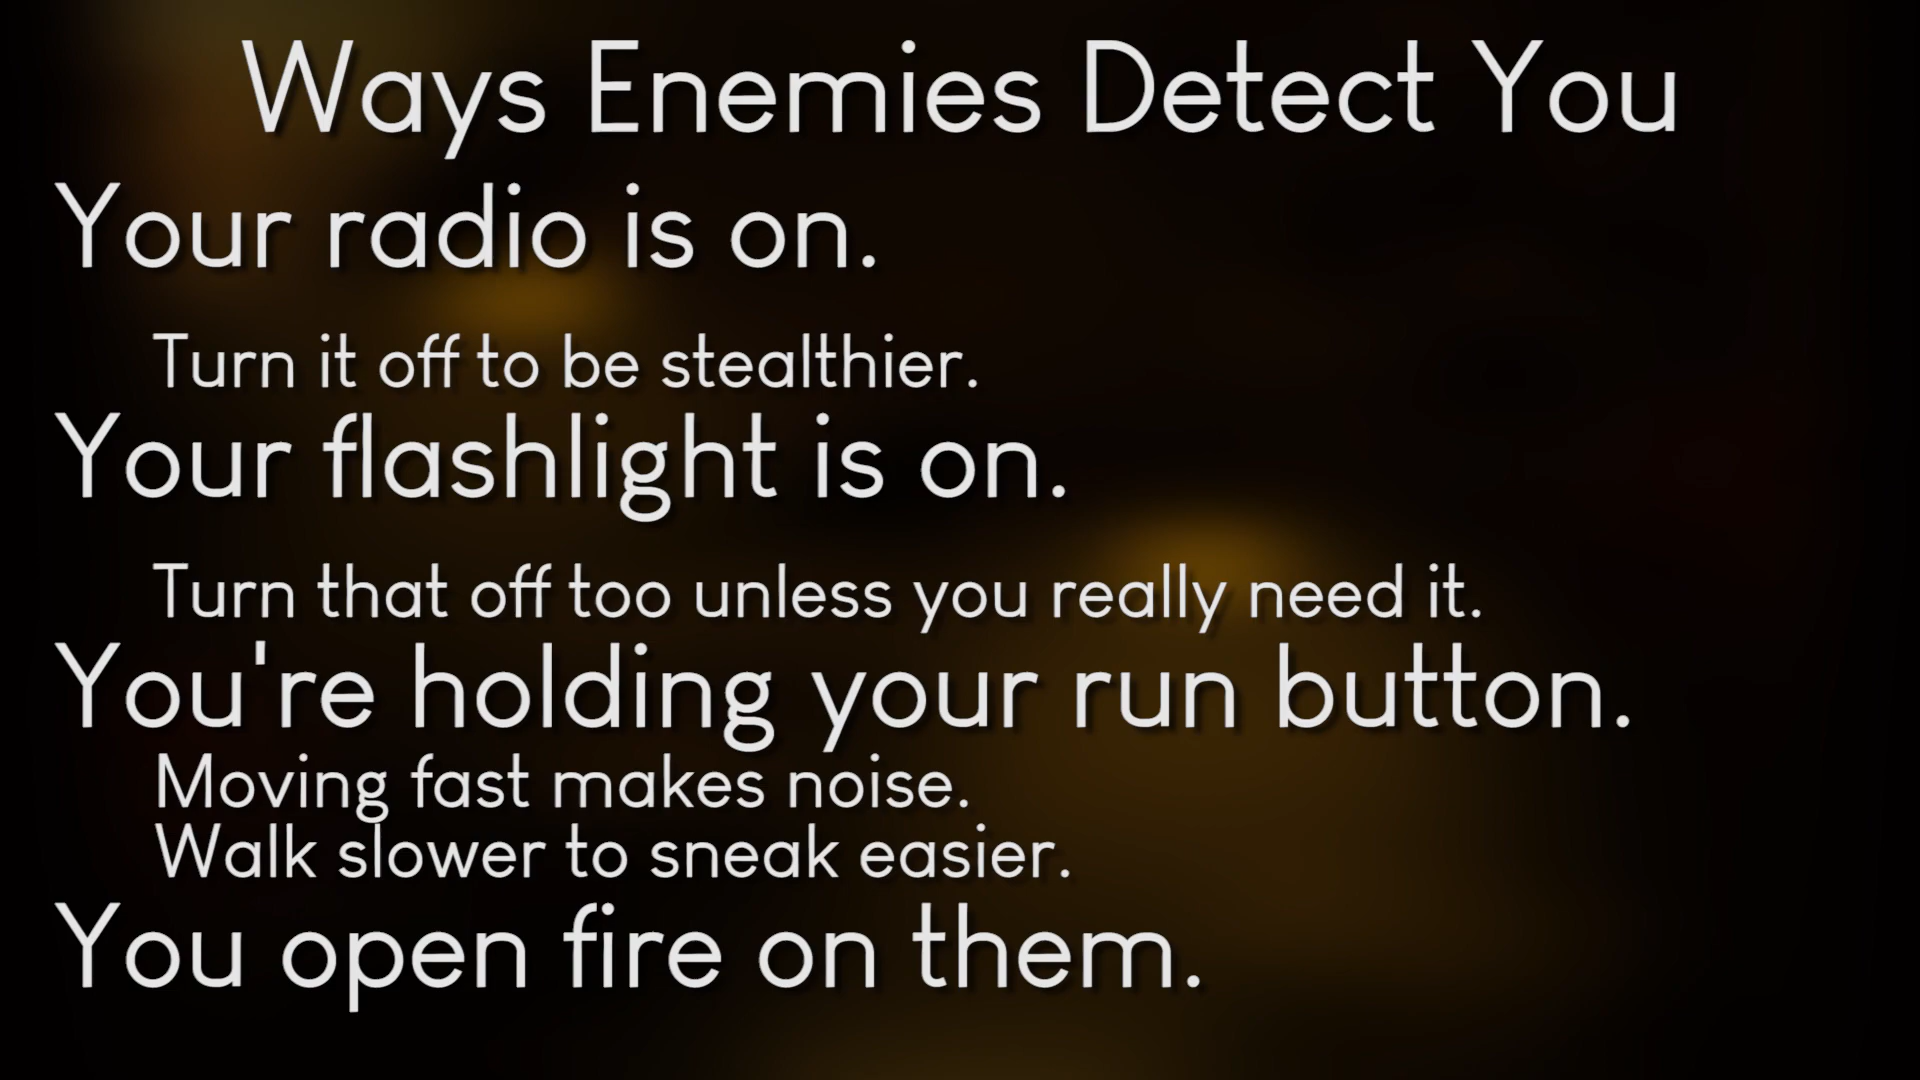 Ways Enemies Detect You
Your radio is on.
Turn it off to be stealthier.
Your flashlight is on.
Turn that off too unless you really need it.
You're holding your run button.
Moving fast makes noise.
Walk slower to sneak easier.
You open fire on them.